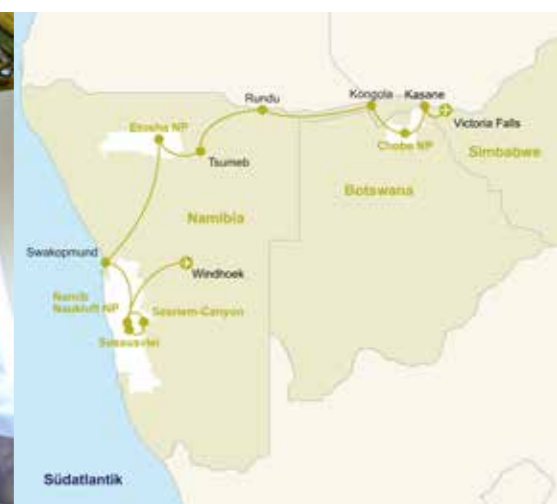 Rundu
Kongola
Kasane
Victoria Falls
Etosha NP
Tsumeb
Chobe NP
Simbabwe
Botswana
Namibia
Swakopmund
Windhoek
Namib
Naukluft NP
Sesriem-Canyon
Sossusvlei
Südatlantik